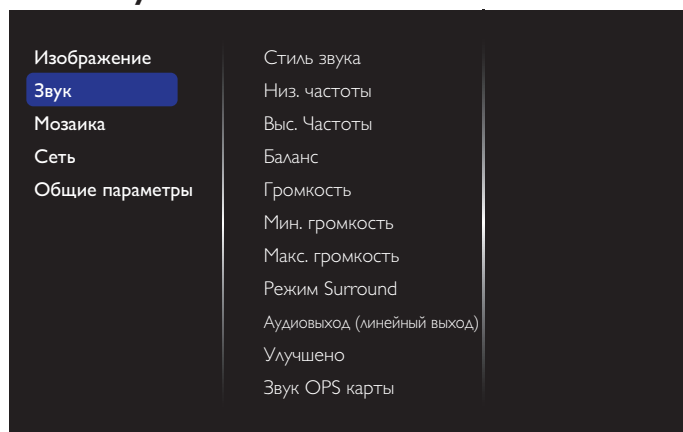 Изображение
Звук
Мозаика
Сеть
Общие параметры
Стиль звука
Низ. частоты
Выс. Частоты
Баланс
Громкость
Мин. громкость
Макс. громкость
Режим Surround
Аудиовыход (линейный выход)
Улучшено
Звук OPS карты